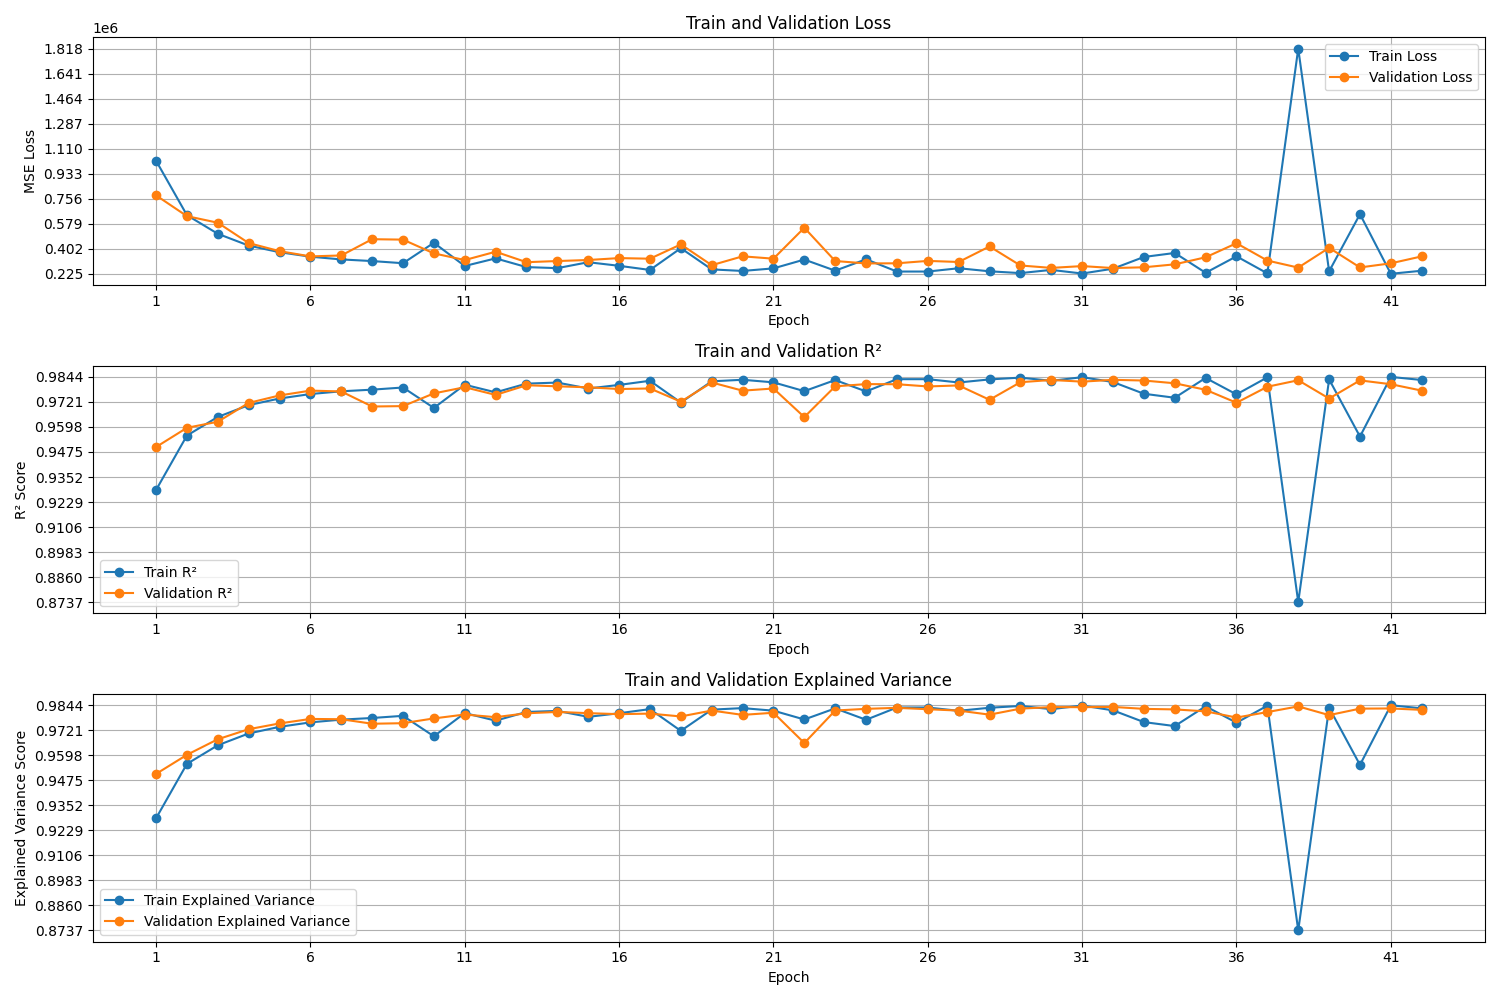 Train and Validation Loss
1e6
MSE Loss
1.818
1.641
1.464
1.287
1.110
0.933
0.756
0.579
0.402
0.225
Train Loss
Validation Loss
1 6 11 16 21 26 31 36 41
Epoch
Train and Validation R²
R² Score
0.9844
0.9721
0.9598
0.9475
0.9352
0.9229
0.9106
0.8983
0.8860
0.8737
Train R²
Validation R²
1 6 11 16 21 26 31 36 41
Epoch
Train and Validation Explained Variance
Explained Variance Score
0.9844
0.9721
0.9598
0.9475
0.9352
0.9229
0.9106
0.8983
0.8860
0.8737
Train Explained Variance
Validation Explained Variance
1 6 11 16 21 26 31 36 41
Epoch